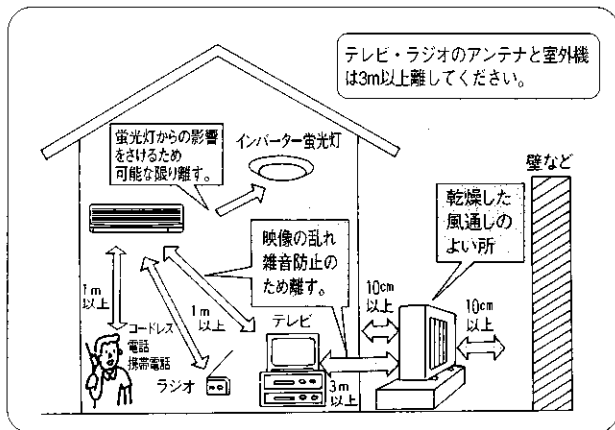 テレビ・ラジオのアンテナと室外機
は3m以上離してください。
蛍光灯からの影響
をさけるため
可能な限り離す。
インバーター蛍光灯
壁など
乾燥した
風通しの
よい所
映像の乱れ
雑音防止の
ため離す。
1m
以上
1m
以上
10cm
以上
10cm
以上
コードレス
電話
携帯電話
ラジオ
テレビ
3m
以上